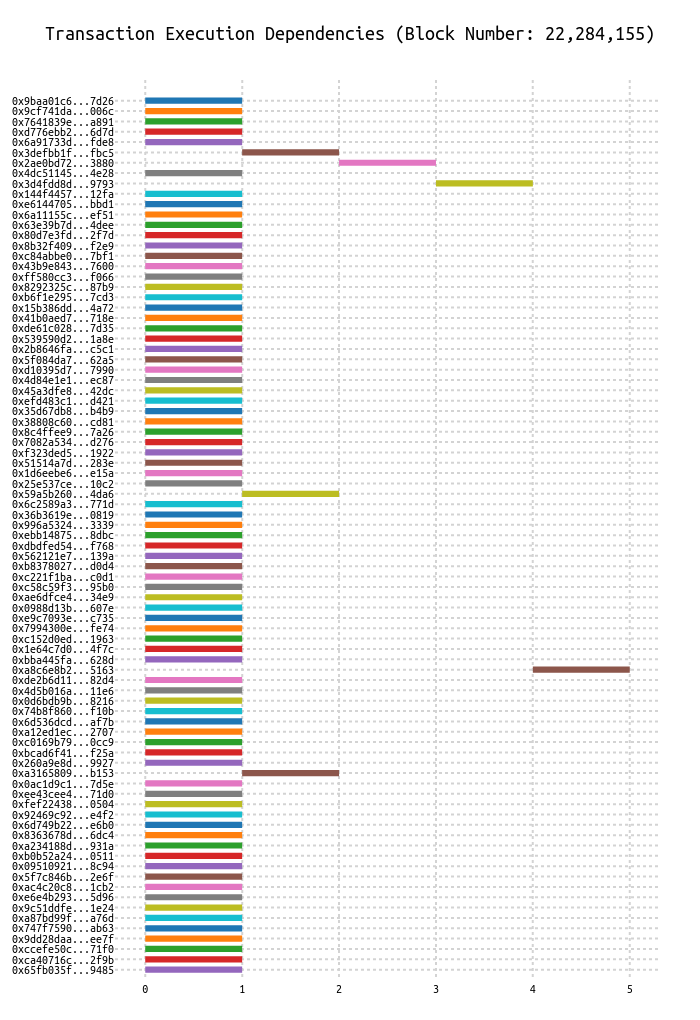 Transaction Execution Dependencies (Block Number: 22,284,155)
0x9baa01c6...7d26
0x9cf741da...006c
0x7641839e...a891
0xd776ebb2...6d7d
0x6a91733d...fde8
0x3defbb1f...fbc5
0x2ae0bd72...3880
0x4dc51145...4e28
0x3d4fdd8d...9793
0x144f4457...12fa
0xe6144705...bbd1
0x6a11155c...ef51
0x63e39b7d...4dee
0x80d7e3fd...2f7d
0x8b32f409...f2e9
0xc84abbe0...7bf1
0x43b9e843...7600
0xff580cc3...f066
0x8292325c...87b9
0xb6f1e295...7cd3
0x15b386dd...4a72
0x41b0aed7...718e
0xde61c028...7d35
0x539590d2...1a8e
0x2b8646fa...c5c1
0x5f084da7...62a5
0xd10395d7...7990
0x4d84e1e1...ec87
0x45a3dfe8...42dc
0xefd483c1...d421
0x35d67db8...b4b9
0x38808c60...cd81
0x8c4ffee9...7a26
0x7082a534...d276
0xf323ded5...1922
0x51514a7d...283e
0x1d6eebe6...e15a
0x25e537ce...10c2
0x59a5b260...4da6
0x6c2589a3...771d
0x36b3619e...0819
0x996a5324...3339
0xebb14875...8dbc
0xdbdfed54...f768
0x562121e7...139a
0xb8378027...d0d4
0xc221f1ba...c0d1
0xc58c59f3...95b0
0xae6dfce4...34e9
0x0988d13b...607e
0xe9c7093e...c735
0x7994300e...fe74
0xc152d0ed...1963
0x1e64c7d0...4f7c
0xbba445fa...628d
0xa8c6e8b2...5163
0xde2b6d11...82d4
0x4d5b016a...11e6
0x0d6bdb9b...8216
0x74b8f860...f10b
0x6d536dcd...af7b
0xa12ed1ec...2707
0xc0169b79...0cc9
0xbcad6f41...f25a
0x260a9e8d...9927
0xa3165809...b153
0x0ac1d9c1...7d5e
0xee43cee4...71d0
0xfef22438...0504
0x92469c92...e4f2
0x6d749b22...e6b0
0x8363678d...6dc4
0xa234188d...931a
0xb0b52a24...0511
0x09510921...8c94
0x5f7c846b...2e6f
0xac4c20c8...1cb2
0xe6e4b293...5d96
0x9c51ddfe...1e24
0xa87bd99f...a76d
0x747f7590...ab63
0x9dd28daa...ee7f
0xccefe50c...71f0
0xca40716c...2f9b
0x65fb035f...9485
0 1 2 3 4 5